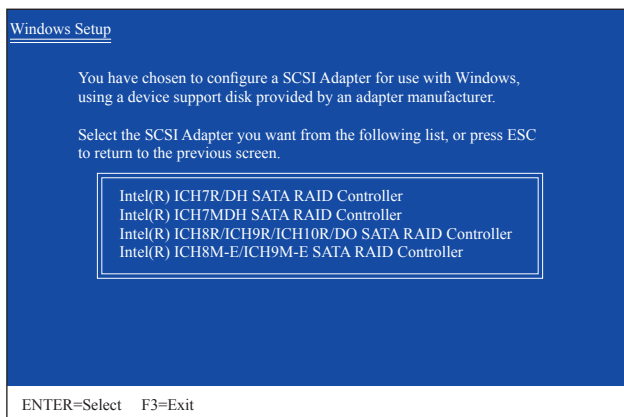 Windows Setup
You have chosen to configure a SCSI Adapter for use with Windows,
using a device support disk provided by an adapter manufacturer.
Select the SCSI Adapter you want from the following list, or press ESC
to return to the previous screen.
Intel(R) ICH7R/DH SATA RAID Controller
Intel(R) ICH7MDH SATA RAID Controller
Intel(R) ICH8R/ICH9R/ICH10R/DO SATA RAID Controller
Intel(R) ICH8M-E/ICH9M-E SATA RAID Controller
ENTER=Select F3=Exit